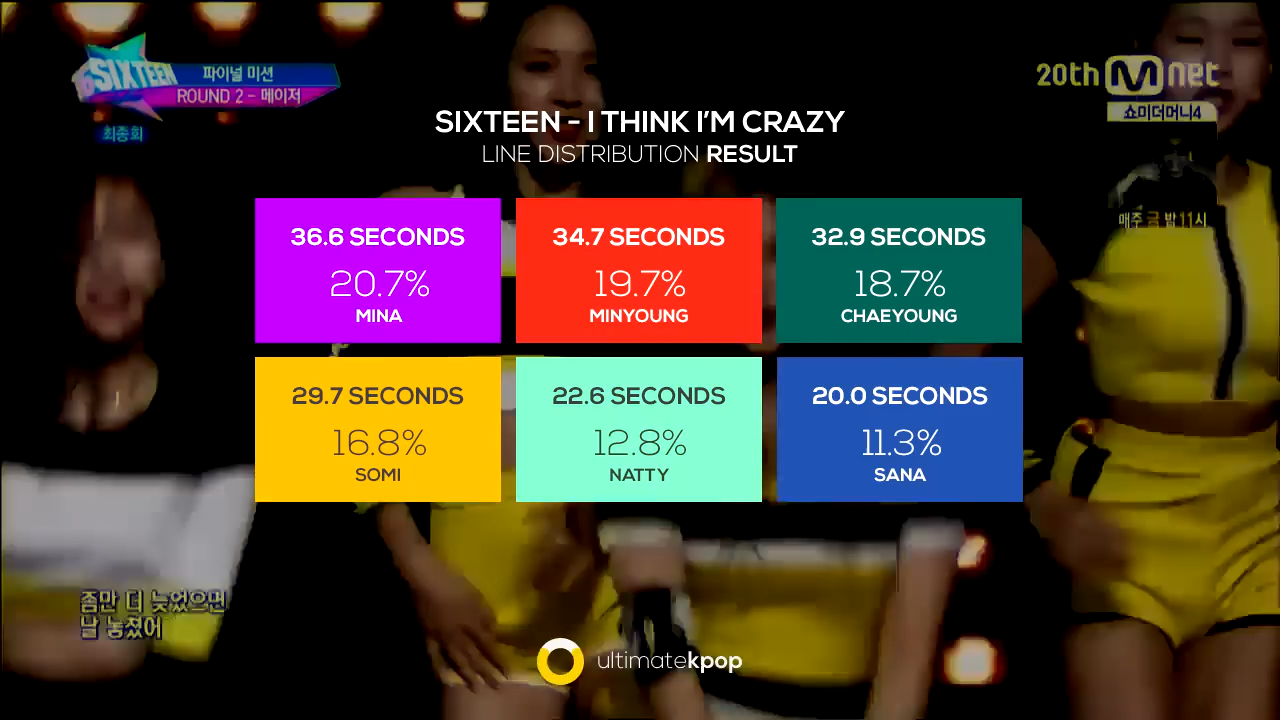 SIXTEEN
파이널 미션
ROUND 2 - 메이저
최종회
20th Mnet
쇼미더머니4
매주 금 밤 11시
SIXTEEN - I THINK I'M CRAZY
LINE DISTRIBUTION RESULT
36.6 SECONDS
20.7%
MINA
34.7 SECONDS
19.7%
MINYOUNG
32.9 SECONDS
18.7%
CHAEYOUNG
29.7 SECONDS
16.8%
SOMI
22.6 SECONDS
12.8%
NATTY
20.0 SECONDS
11.3%
SANA
좀만 더 늦었으면
날 놓쳤어
ultimatekpop